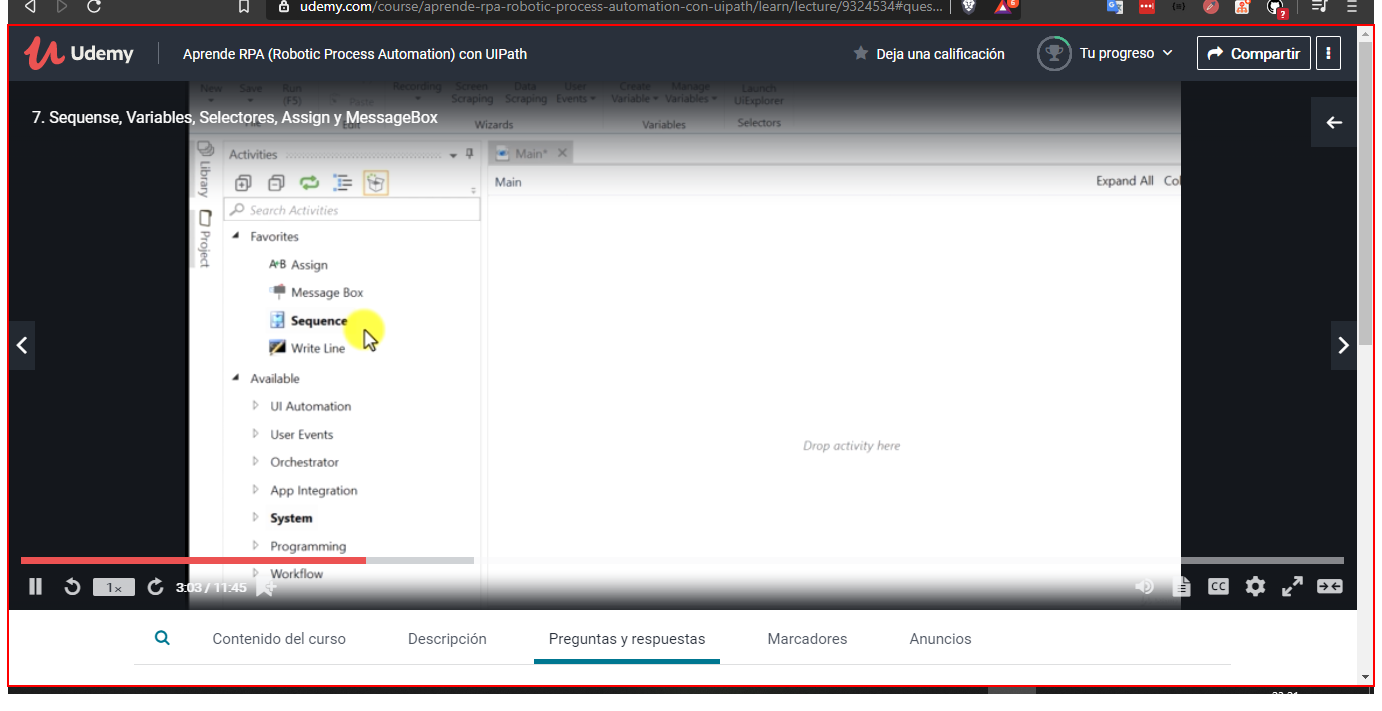 udemy.com/course/aprende-rpa-robotic-process-automation-con-uipath/learn/lecture/9324534#ques...
6
?
Udemy
Aprende RPA (Robotic Process Automation) con UIPath
Deja una calificación
Tu progreso
Compartir
New Save Run (F5) Paste Recording Screen Scraping Data Scraping User Events Create Variable Manage Variables Launch UiExplorer
7. Sequense, Variables, Selectores, Assign y MessageBox
File Edit Wizards Variables Selectors
Library
Project
Activities
Main*
Main
Expand All
Search Activities
Favorites
A+B Assign
Message Box
Sequence
Write Line
Available
UI Automation
User Events
Orchestrator
App Integration
System
Programming
Workflow
Drop activity here
1x
3:03 / 11:45
CC
Contenido del curso
Descripción
Preguntas y respuestas
Marcadores
Anuncios